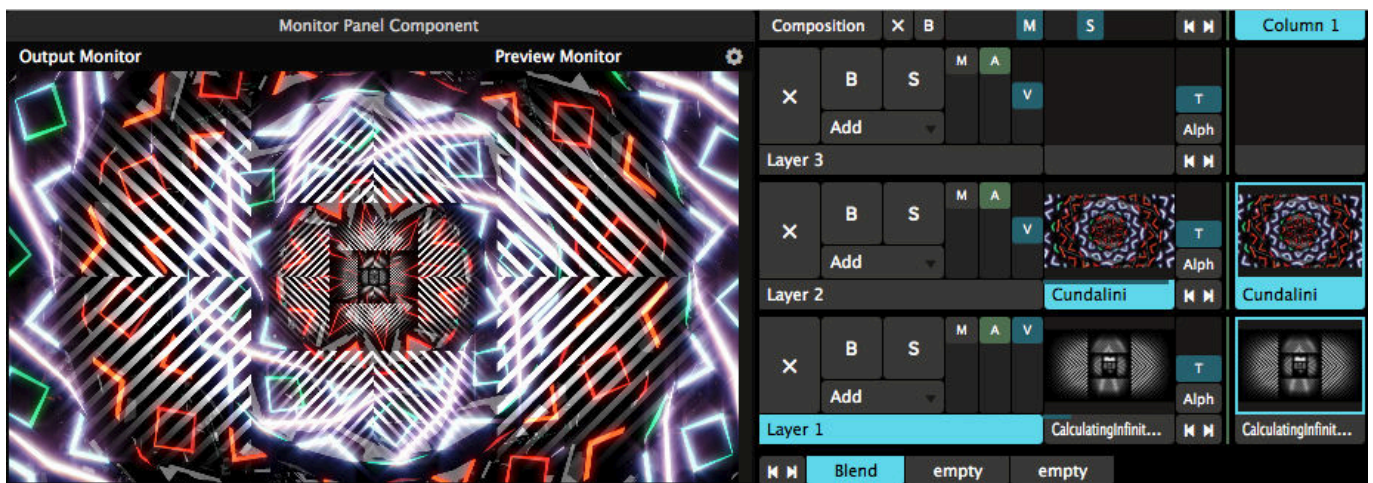 Monitor Panel Component
Output Monitor
Preview Monitor
Composition × B M S Column 1
B S M A V T
Add Alph
Layer 3
B S M A V T
Add Alph
Layer 2 Cundalini Cundalini
B S M A V T
Add Alph
Layer 1 CalculatingInfinit... CalculatingInfinit...
Blend empty empty